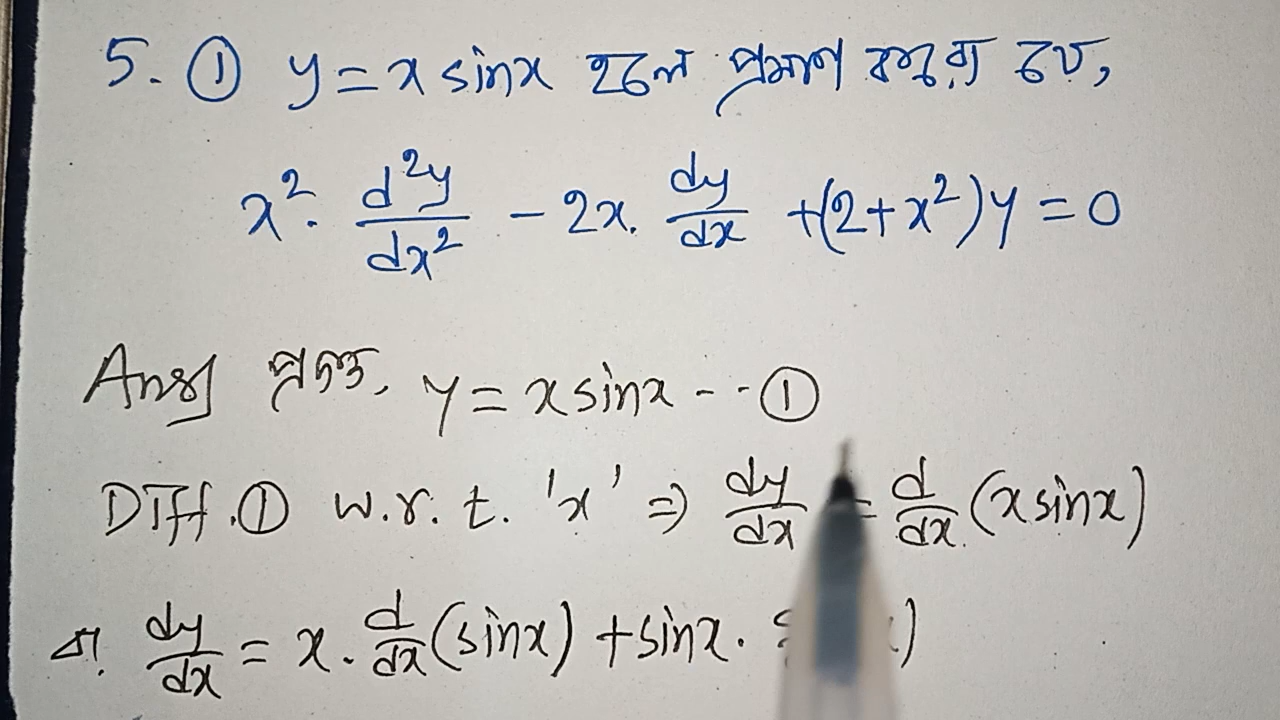 5. ① y = x sinx হলে প্রমাণ করো যে,
x². d²y/dx² - 2x. dy/dx +(2+x²)y = 0
Ans প্রদত্ত, y = x sinx - - - ①
Diff. ① w.r.t. 'x' ⇒ dy/dx = d/dx (x sinx)
বা. dy/dx = x. d/dx (sinx) + sinx. )